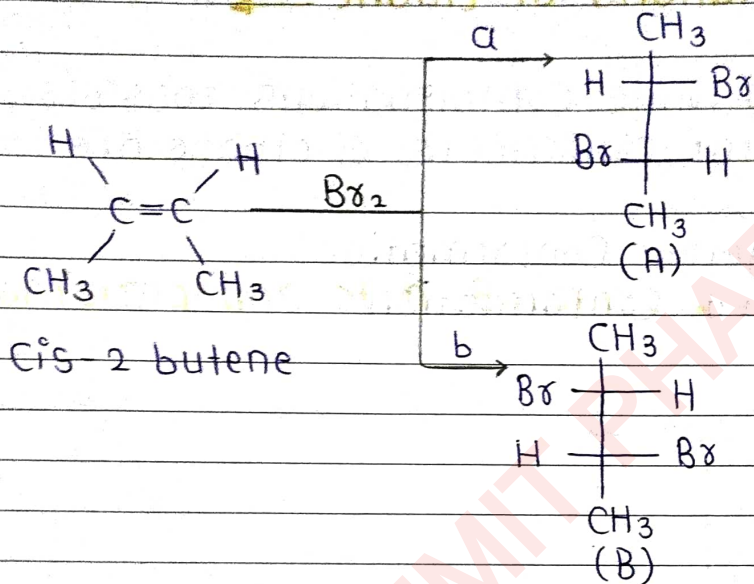 a
CH3
H Br
Br H
CH3
(A)
H H
C=C
CH3 CH3
Br2
Cis-2 butene
b
CH3
Br H
H Br
CH3
(B)